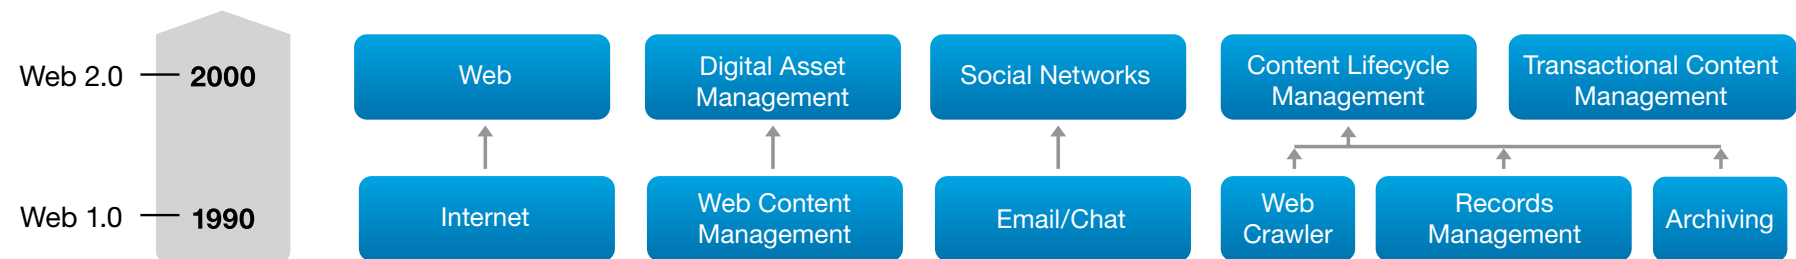 Web 2.0
2000
Web
Digital Asset
Management
Social Networks
Content Lifecycle
Management
Transactional Content
Management
Web 1.0
1990
Internet
Web Content
Management
Email/Chat
Web
Crawler
Records
Management
Archiving